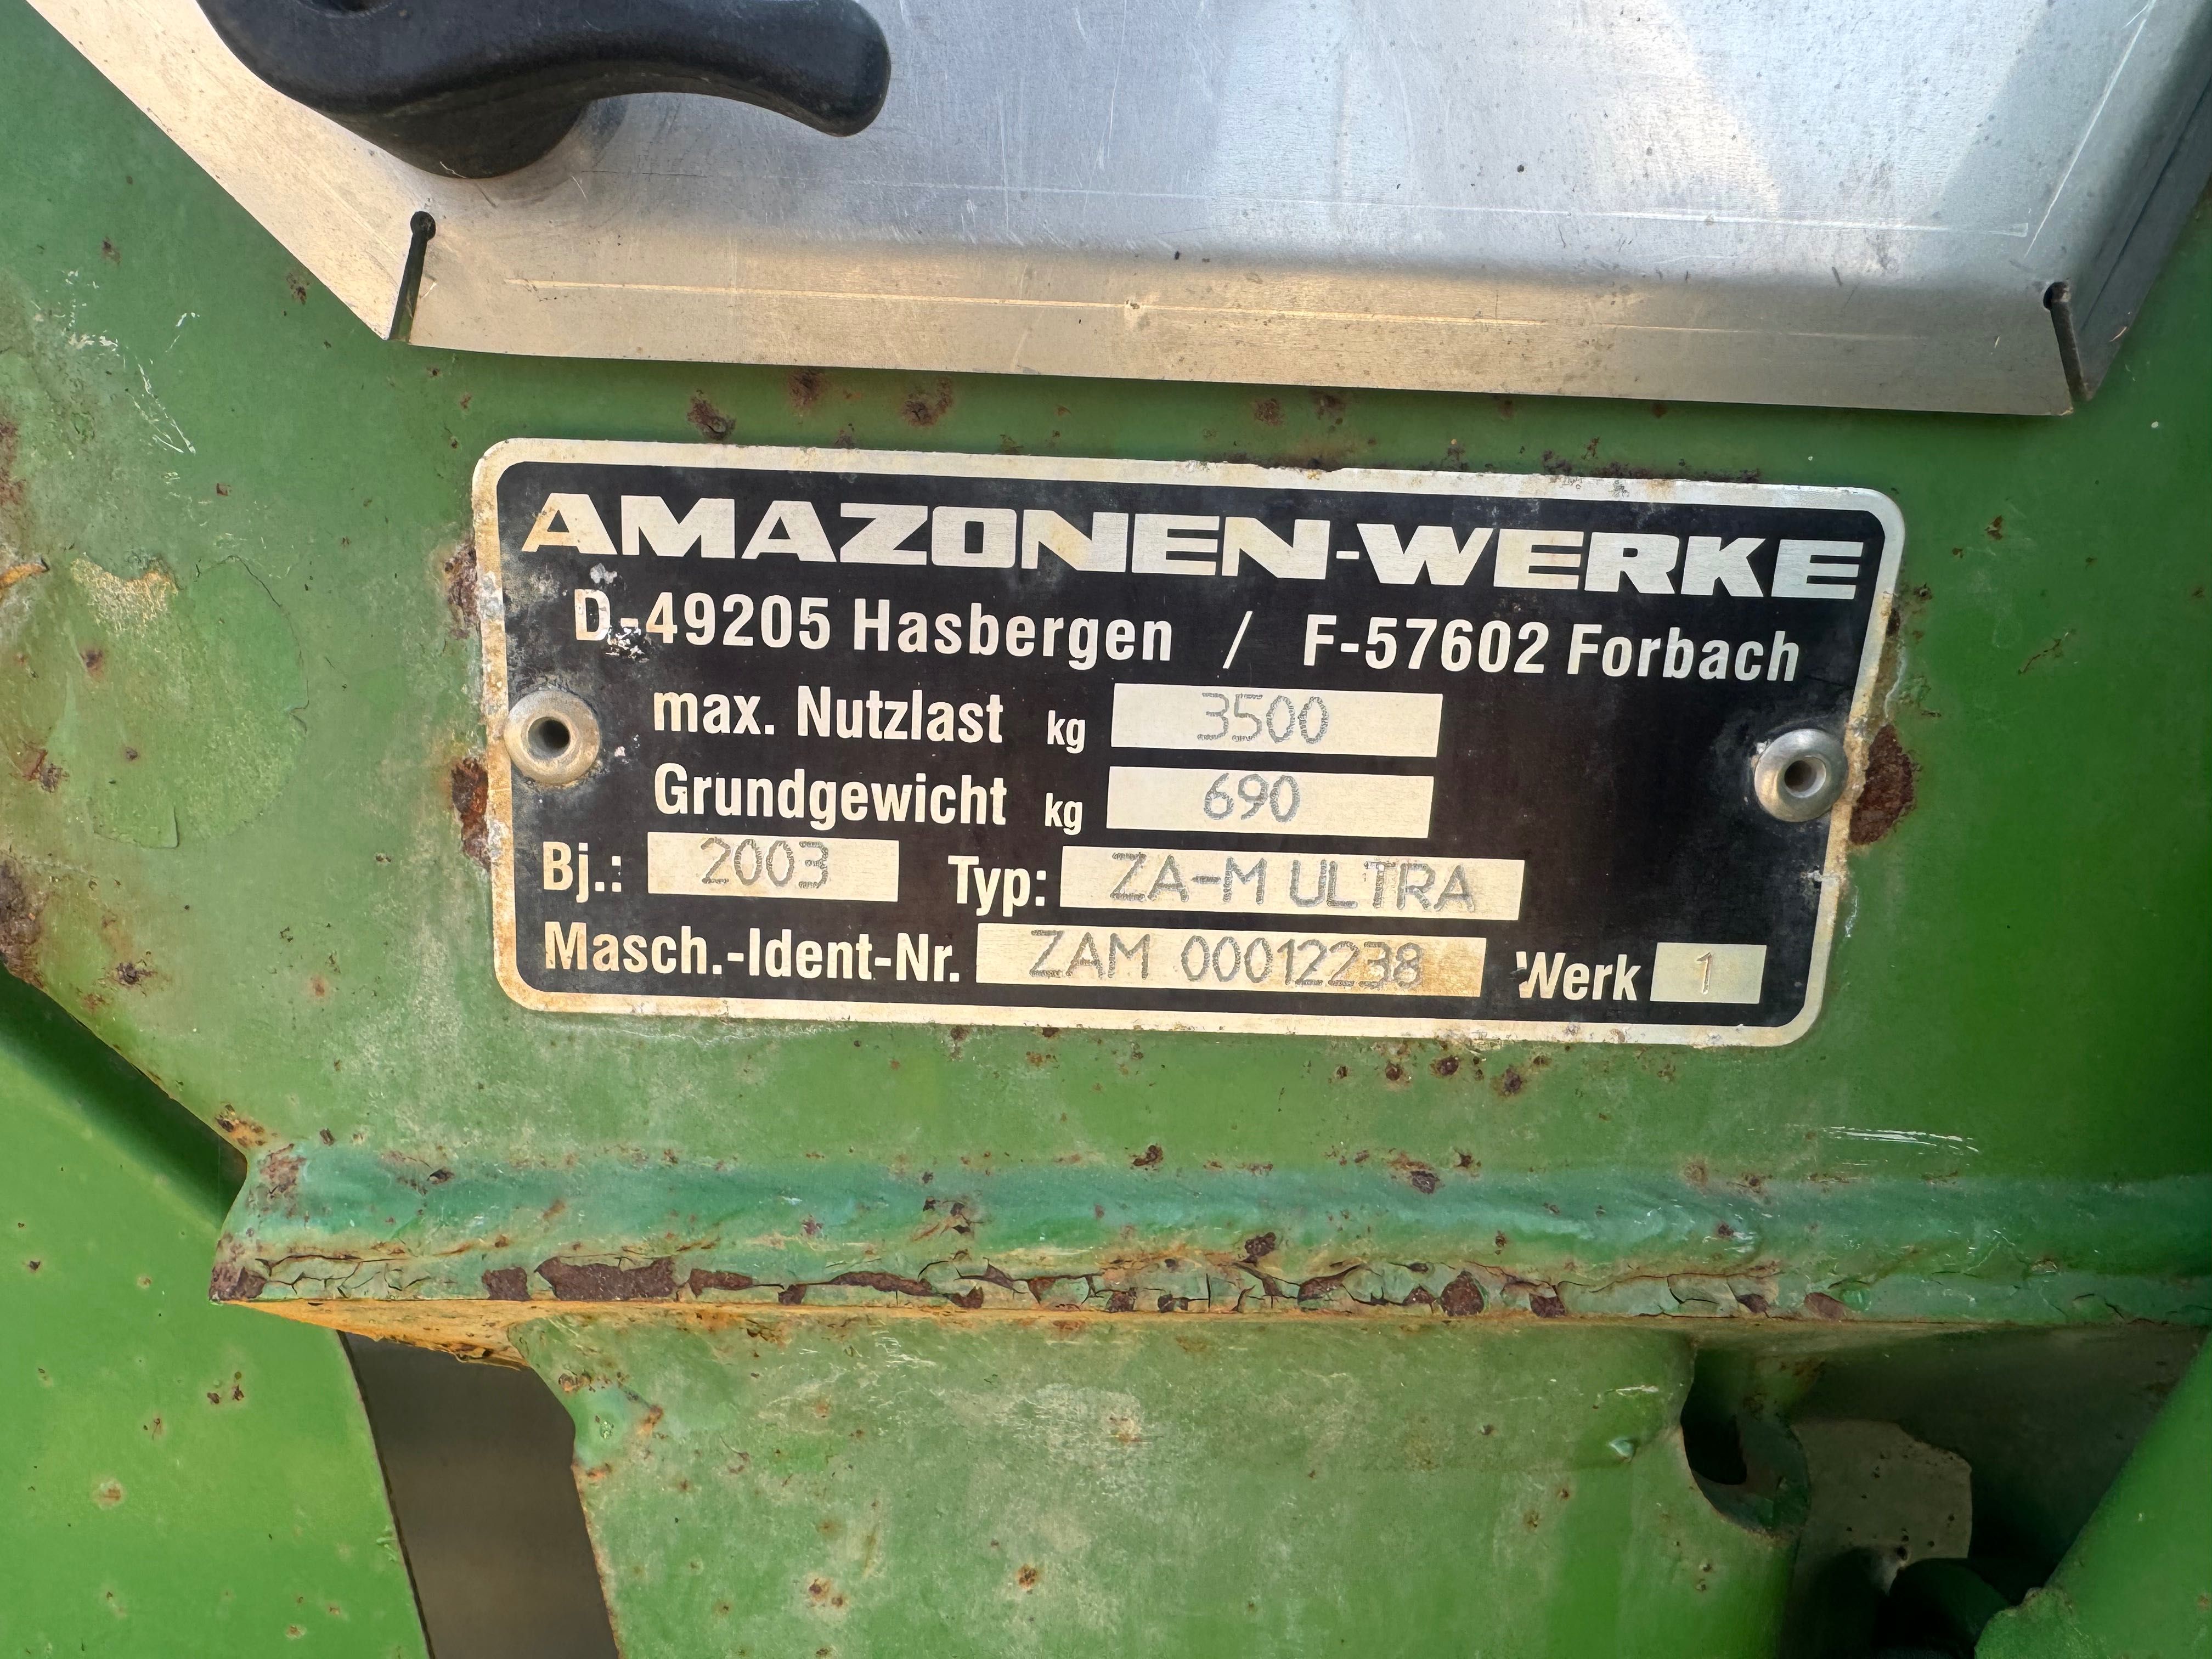 AMAZONEN-WERKE
D-49205 Hasbergen / F-57602 Forbach
max. Nutzlast kg 3500
Grundgewicht kg 690
Bj.: 2003 Typ: ZA-M ULTRA
Masch.-Ident-Nr. ZAM 00012238 Werk 1